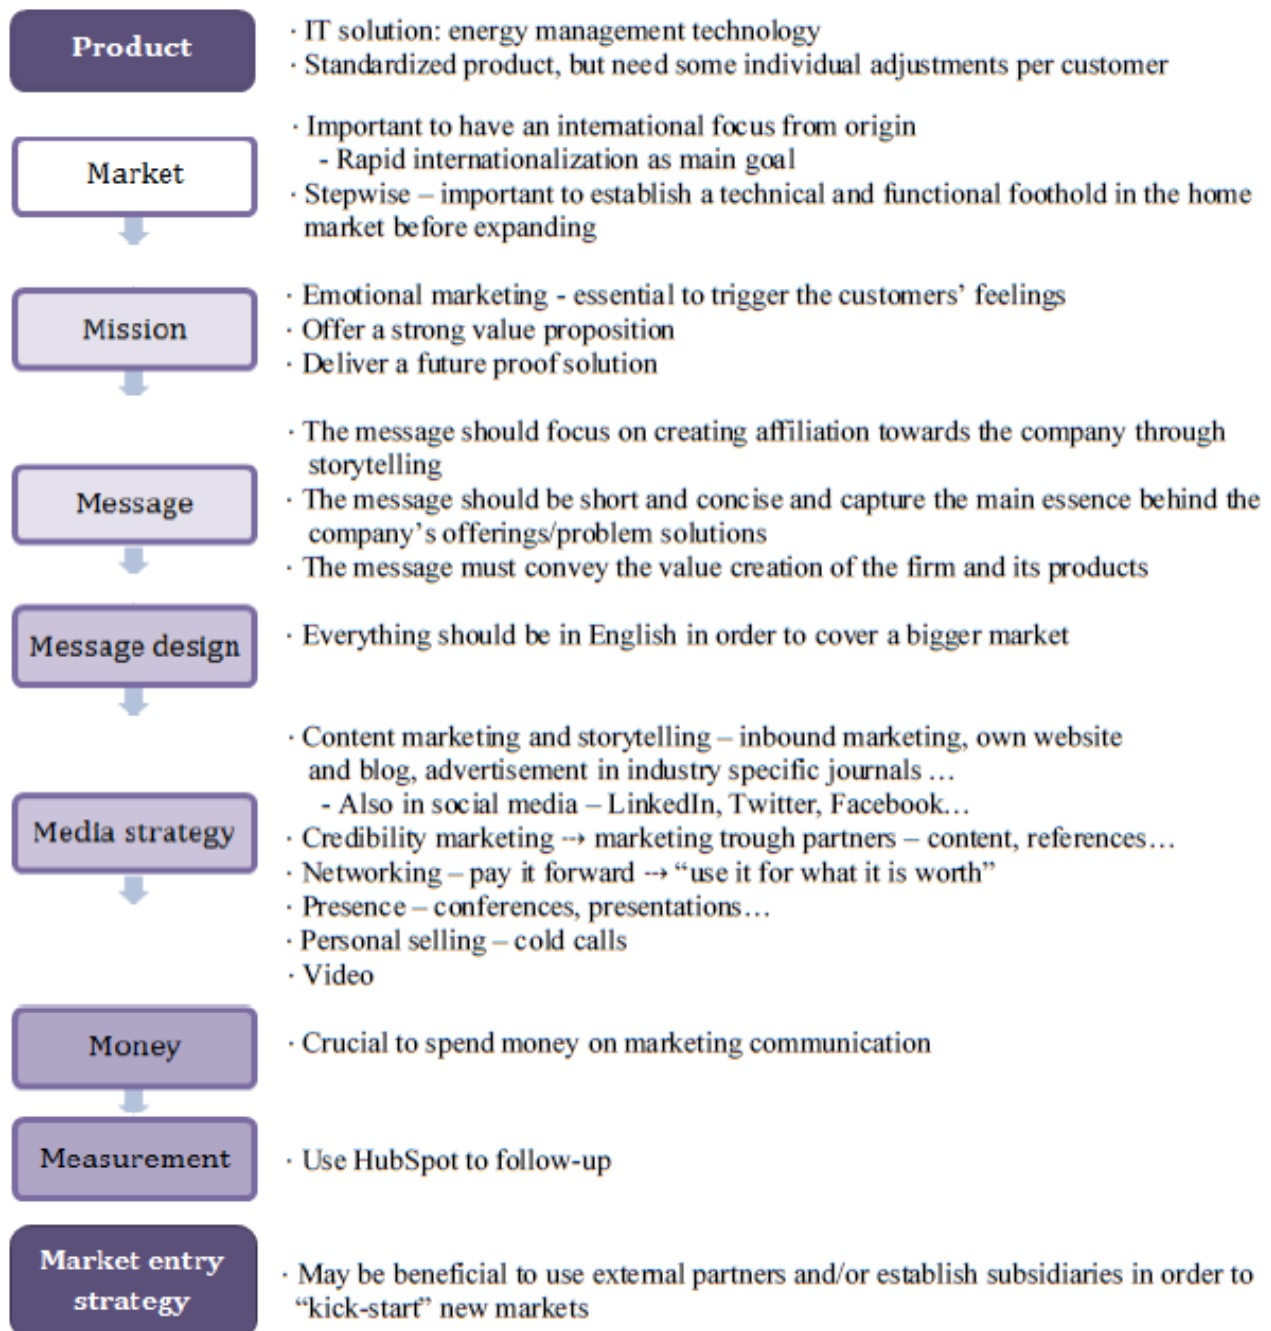 Product
· IT solution: energy management technology
· Standardized product, but need some individual adjustments per customer
Market
· Important to have an international focus from origin
- Rapid internationalization as main goal
· Stepwise – important to establish a technical and functional foothold in the home
market before expanding
Mission
· Emotional marketing - essential to trigger the customers’ feelings
· Offer a strong value proposition
· Deliver a future proof solution
Message
· The message should focus on creating affiliation towards the company through
storytelling
· The message should be short and concise and capture the main essence behind the
company’s offerings/problem solutions
· The message must convey the value creation of the firm and its products
Message design
· Everything should be in English in order to cover a bigger market
Media strategy
· Content marketing and storytelling – inbound marketing, own website
and blog, advertisement in industry specific journals …
- Also in social media – LinkedIn, Twitter, Facebook…
· Credibility marketing ⇢ marketing trough partners – content, references…
· Networking – pay it forward ⇢ “use it for what it is worth”
· Presence – conferences, presentations…
· Personal selling – cold calls
· Video
Money
· Crucial to spend money on marketing communication
Measurement
· Use HubSpot to follow-up
Market entry
strategy
· May be beneficial to use external partners and/or establish subsidiaries in order to
“kick-start” new markets